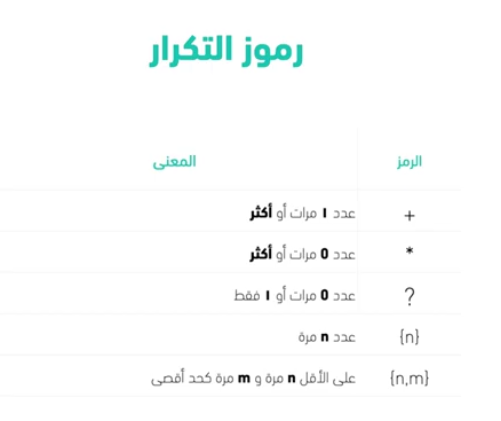 رموز التكرار
الرمز المعنى
+ عدد 1 مرات أو أكثر
* عدد 0 مرات أو أكثر
? عدد 0 مرات أو 1 فقط
{n} عدد n مرة
{n,m} على الأقل n مرة و m مرة كحد أقصى